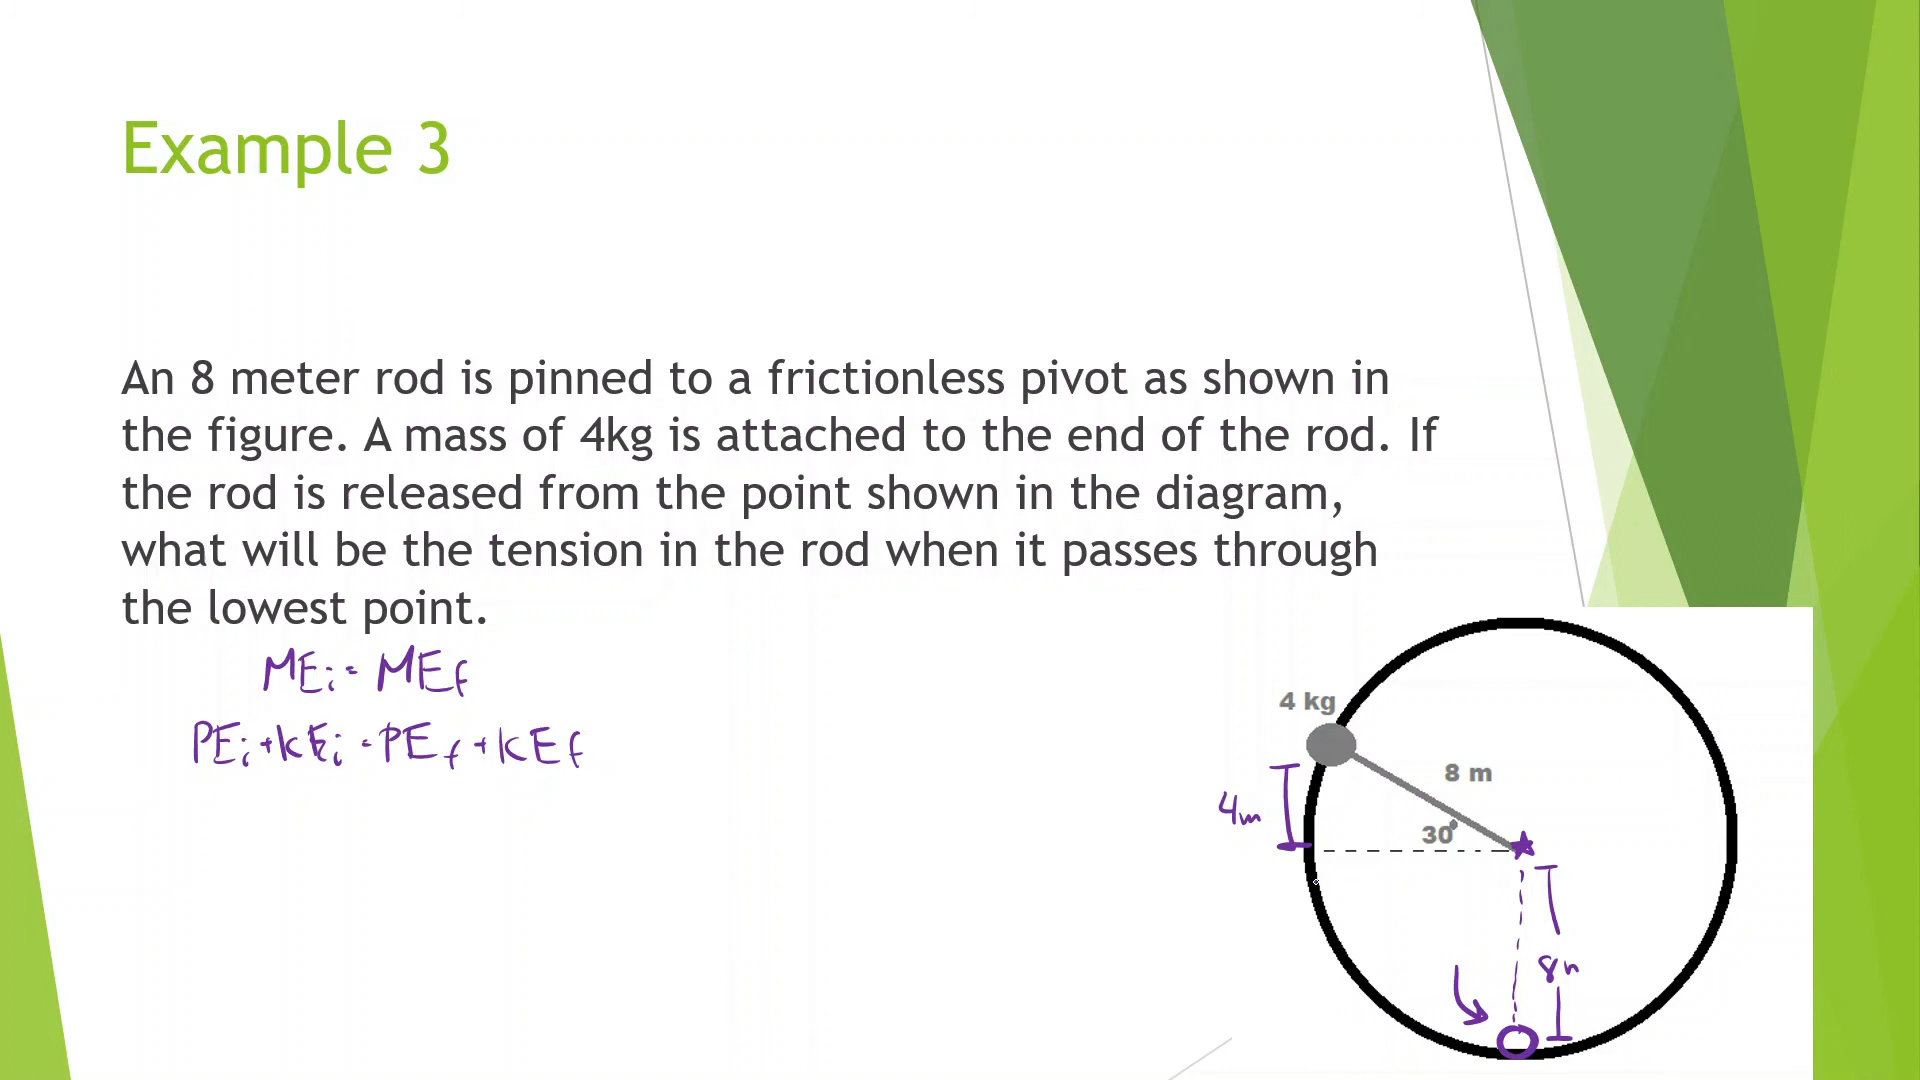 Example 3
An 8 meter rod is pinned to a frictionless pivot as shown in
the figure. A mass of 4kg is attached to the end of the rod. If
the rod is released from the point shown in the diagram,
what will be the tension in the rod when it passes through
the lowest point.
MEi = MEf
PEi + KEi = PEf + KEf
4 kg
8 m
4m
30°
8m